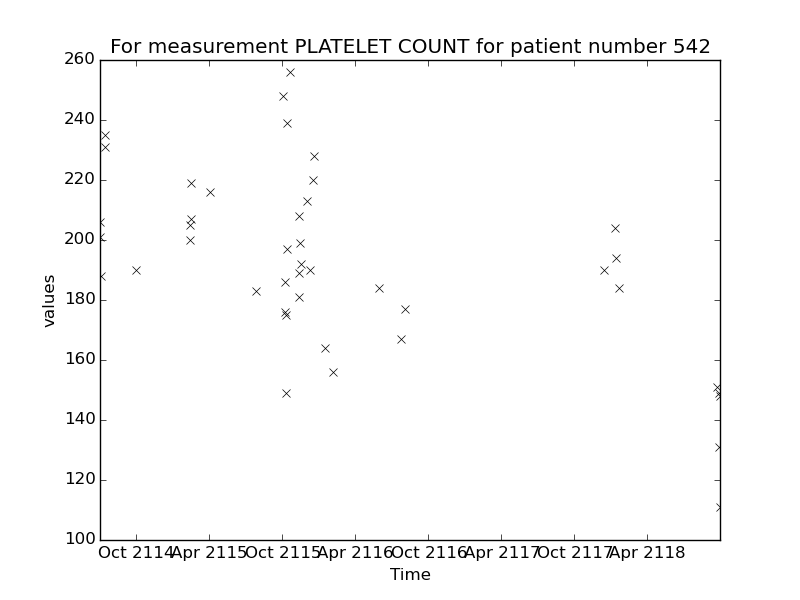 For measurement PLATELET COUNT for patient number 542
260
240
220
200
180
160
140
120
100
values
Oct 2114 Apr 2115 Oct 2115 Apr 2116 Oct 2116 Apr 2117 Oct 2117 Apr 2118
Time